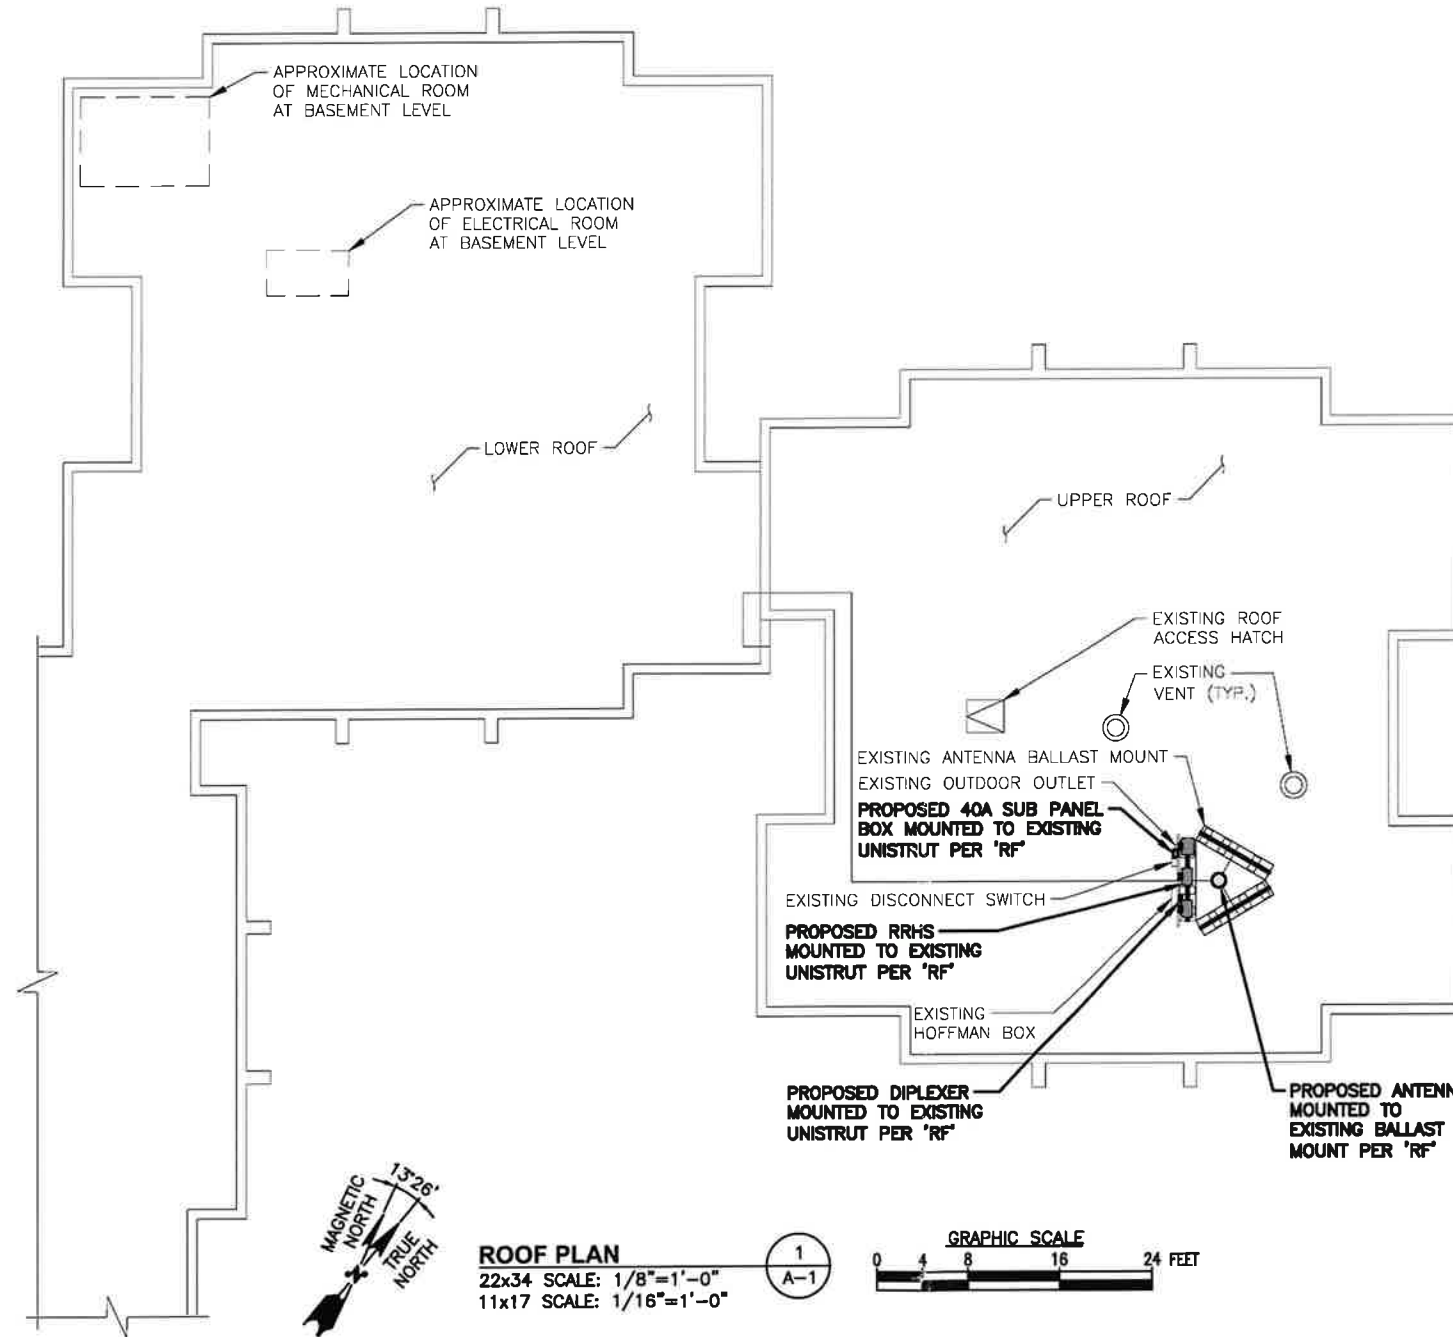 APPROXIMATE LOCATION
OF MECHANICAL ROOM
AT BASEMENT LEVEL
APPROXIMATE LOCATION
OF ELECTRICAL ROOM
AT BASEMENT LEVEL
LOWER ROOF
UPPER ROOF
EXISTING ROOF
ACCESS HATCH
EXISTING
VENT (TYP.)
EXISTING ANTENNA BALLAST MOUNT
EXISTING OUTDOOR OUTLET
PROPOSED 40A SUB PANEL
BOX MOUNTED TO EXISTING
UNISTRUT PER 'RF'
EXISTING DISCONNECT SWITCH
PROPOSED RRHS
MOUNTED TO EXISTING
UNISTRUT PER 'RF'
EXISTING
HOFFMAN BOX
PROPOSED DIPLEXER
MOUNTED TO EXISTING
UNISTRUT PER 'RF'
PROPOSED ANTENN
MOUNTED TO
EXISTING BALLAST
MOUNT PER 'RF'
13°26'
MAGNETIC
NORTH
TRUE
NORTH
N
ROOF PLAN
22x34 SCALE: 1/8"=1'-0"
11x17 SCALE: 1/16"=1'-0"
1
A-1
GRAPHIC SCALE
0 4 8 16 24 FEET